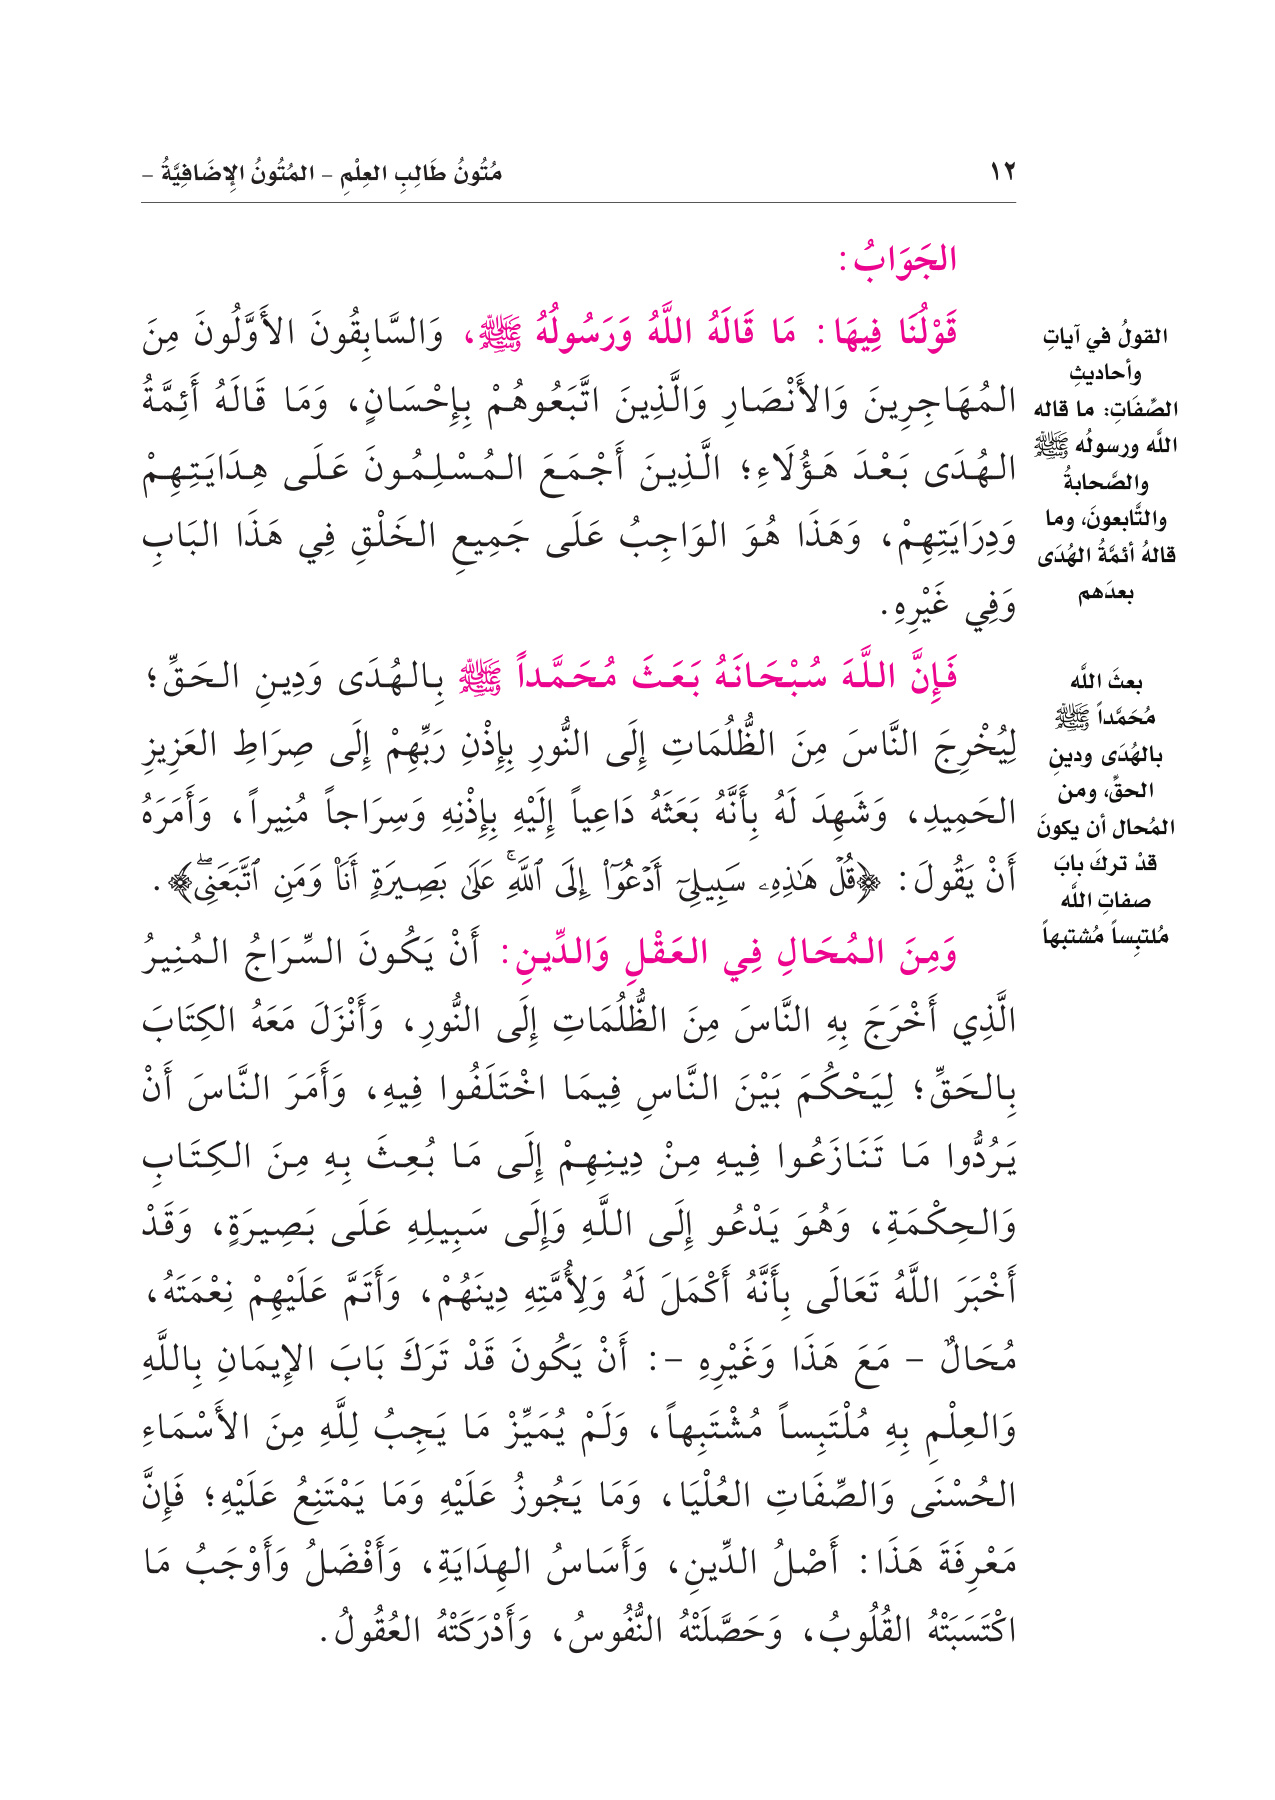 ١٢
مُتُونُ طَالِبِ العِلْمِ – المُتُونُ الإِضَافِيَّةُ –
الجَوَابُ:
قَوْلُنَا فِيهَا: مَا قَالَهُ اللَّهُ وَرَسُولُهُ ﷺ، وَالسَّابِقُونَ الأَوَّلُونَ مِنَ
المُهَاجِرِينَ وَالأَنْصَارِ وَالَّذِينَ اتَّبَعُوهُمْ بِإِحْسَانٍ، وَمَا قَالَهُ أَئِمَّةُ
الهُدَى بَعْدَ هَؤُلَاءِ؛ الَّذِينَ أَجْمَعَ المُسْلِمُونَ عَلَى هِدَايَتِهِمْ
وَدِرَايَتِهِمْ، وَهَذَا هُوَ الوَاجِبُ عَلَى جَمِيعِ الخَلْقِ فِي هَذَا البَابِ
وَفِي غَيْرِهِ.
فَإِنَّ اللَّهَ سُبْحَانَهُ بَعَثَ مُحَمَّداً ﷺ بِالهُدَى وَدِينِ الحَقِّ؛
لِيُخْرِجَ النَّاسَ مِنَ الظُّلُمَاتِ إِلَى النُّورِ بِإِذْنِ رَبِّهِمْ إِلَى صِرَاطِ العَزِيزِ
الحَمِيدِ، وَشَهِدَ لَهُ بِأَنَّهُ بَعَثَهُ دَاعِياً إِلَيْهِ بِإِذْنِهِ وَسِرَاجاً مُنِيراً، وَأَمَرَهُ
أَنْ يَقُولَ: ﴿قُلۡ هَٰذِهِۦ سَبِيلِيٓ أَدۡعُوٓاْ إِلَى ٱللَّهِۚ عَلَىٰ بَصِيرَةٍ أَنَا۠ وَمَنِ ٱتَّبَعَنِيۖ﴾.
وَمِنَ المُحَالِ فِي العَقْلِ وَالدِّينِ: أَنْ يَكُونَ السِّرَاجُ المُنِيرُ
الَّذِي أَخْرَجَ بِهِ النَّاسَ مِنَ الظُّلُمَاتِ إِلَى النُّورِ، وَأَنْزَلَ مَعَهُ الكِتَابَ
بِالحَقِّ؛ لِيَحْكُمَ بَيْنَ النَّاسِ فِيمَا اخْتَلَفُوا فِيهِ، وَأَمَرَ النَّاسَ أَنْ
يَرُدُّوا مَا تَنَازَعُوا فِيهِ مِنْ دِينِهِمْ إِلَى مَا بُعِثَ بِهِ مِنَ الكِتَابِ
وَالحِكْمَةِ، وَهُوَ يَدْعُو إِلَى اللَّهِ وَإِلَى سَبِيلِهِ عَلَى بَصِيرَةٍ، وَقَدْ
أَخْبَرَ اللَّهُ تَعَالَى بِأَنَّهُ أَكْمَلَ لَهُ وَلِأُمَّتِهِ دِينَهُمْ، وَأَتَمَّ عَلَيْهِمْ نِعْمَتَهُ،
مُحَالٌ – مَعَ هَذَا وَغَيْرِهِ –: أَنْ يَكُونَ قَدْ تَرَكَ بَابَ الإِيمَانِ بِاللَّهِ
وَالعِلْمِ بِهِ مُلْتَبِساً مُشْتَبِهاً، وَلَمْ يُمَيِّزْ مَا يَجِبُ لِلَّهِ مِنَ الأَسْمَاءِ
الحُسْنَى وَالصِّفَاتِ العُلْيَا، وَمَا يَجُوزُ عَلَيْهِ وَمَا يَمْتَنِعُ عَلَيْهِ؛ فَإِنَّ
مَعْرِفَةَ هَذَا: أَصْلُ الدِّينِ، وَأَسَاسُ الهِدَايَةِ، وَأَفْضَلُ وَأَوْجَبُ مَا
اكْتَسَبَتْهُ القُلُوبُ، وَحَصَّلَتْهُ النُّفُوسُ، وَأَدْرَكَتْهُ العُقُولُ.
القولُ في آياتِ
وأحاديثِ
الصِّفَاتِ: ما قاله
اللَّه ورسولُه ﷺ
والصَّحابةُ
والتَّابعونَ، وما
قالهُ أئمَّةُ الهُدَى
بعدَهم
بعثَ اللَّه
مُحَمَّداً ﷺ
بالهُدَى ودينِ
الحقِّ، ومن
المُحال أن يكونَ
قدْ تركَ بابَ
صفاتِ اللَّه
مُلتبِساً مُشتبهاً